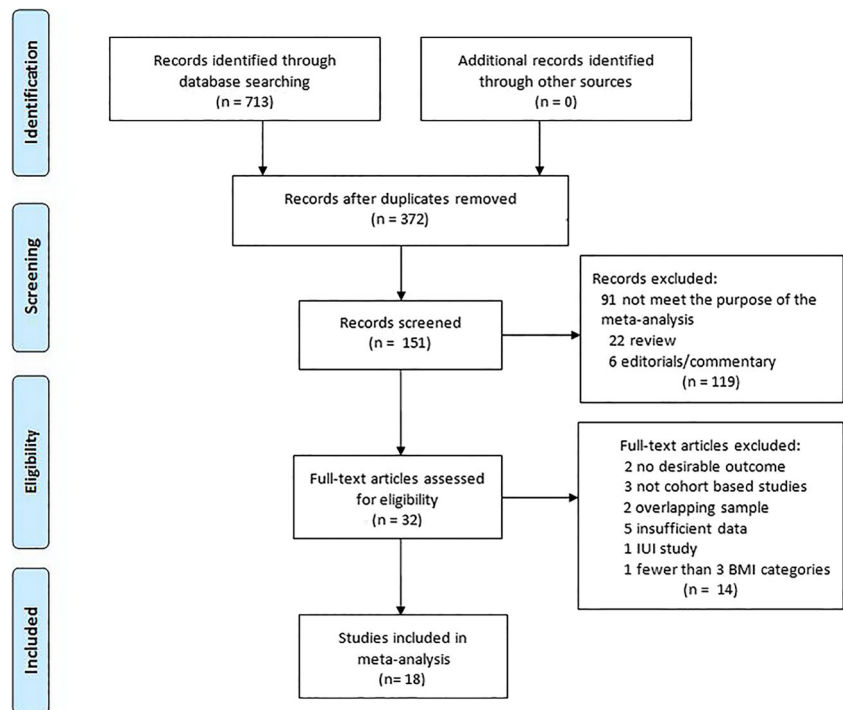 Identification
Records identified through
database searching
(n = 713)
Additional records identified
through other sources
(n = 0)
Records after duplicates removed
(n = 372)
Screening
Records screened
(n = 151)
Records excluded:
91 not meet the purpose of the
meta-analysis
22 review
6 editorials/commentary
(n = 119)
Eligibility
Full-text articles assessed
for eligibility
(n = 32)
Full-text articles excluded:
2 no desirable outcome
3 not cohort based studies
2 overlapping sample
5 insufficient data
1 IUI study
1 fewer than 3 BMI categories
(n = 14)
Included
Studies included in
meta-analysis
(n= 18)